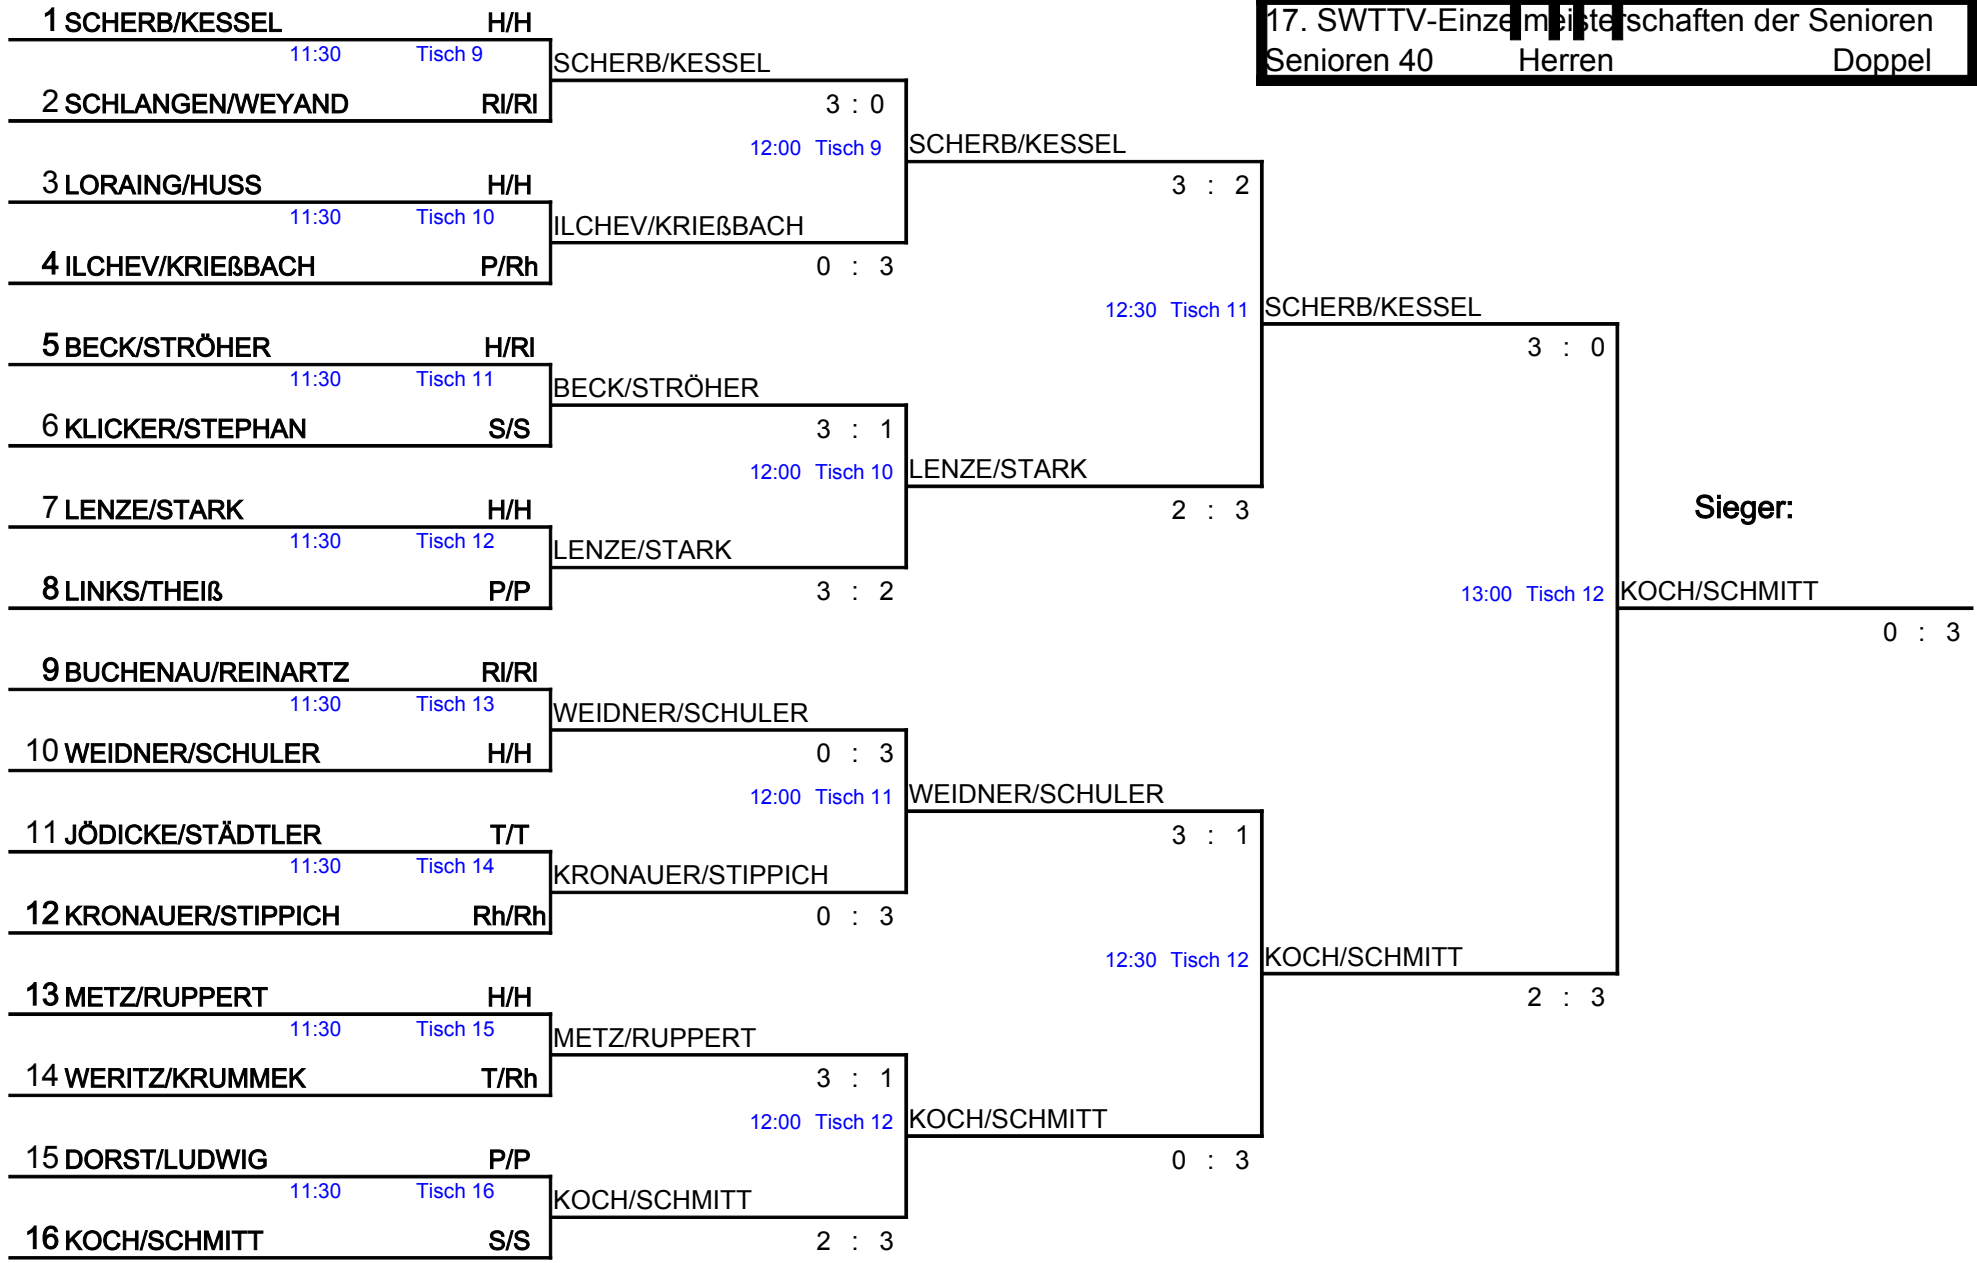 17. SWTTV-Einzelmeisterschaften der Senioren
Senioren 40 Herren Doppel
1 SCHERB/KESSEL H/H
11:30 Tisch 9
SCHERB/KESSEL
2 SCHLANGEN/WEYAND RI/RI
3 : 0
12:00 Tisch 9
SCHERB/KESSEL
3 LORAING/HUSS H/H
3 : 2
11:30 Tisch 10
ILCHEV/KRIEßBACH
4 ILCHEV/KRIEßBACH P/Rh
0 : 3
12:30 Tisch 11
SCHERB/KESSEL
5 BECK/STRÖHER H/RI
3 : 0
11:30 Tisch 11
BECK/STRÖHER
6 KLICKER/STEPHAN S/S
3 : 1
12:00 Tisch 10
LENZE/STARK
7 LENZE/STARK H/H
2 : 3
Sieger:
11:30 Tisch 12
LENZE/STARK
8 LINKS/THEIß P/P
3 : 2
13:00 Tisch 12
KOCH/SCHMITT
0 : 3
9 BUCHENAU/REINARTZ RI/RI
11:30 Tisch 13
WEIDNER/SCHULER
10 WEIDNER/SCHULER H/H
0 : 3
12:00 Tisch 11
WEIDNER/SCHULER
11 JÖDICKE/STÄDTLER T/T
3 : 1
11:30 Tisch 14
KRONAUER/STIPPICH
12 KRONAUER/STIPPICH Rh/Rh
0 : 3
12:30 Tisch 12
KOCH/SCHMITT
13 METZ/RUPPERT H/H
2 : 3
11:30 Tisch 15
METZ/RUPPERT
14 WERITZ/KRUMMEK T/Rh
3 : 1
12:00 Tisch 12
KOCH/SCHMITT
15 DORST/LUDWIG P/P
0 : 3
11:30 Tisch 16
KOCH/SCHMITT
16 KOCH/SCHMITT S/S
2 : 3